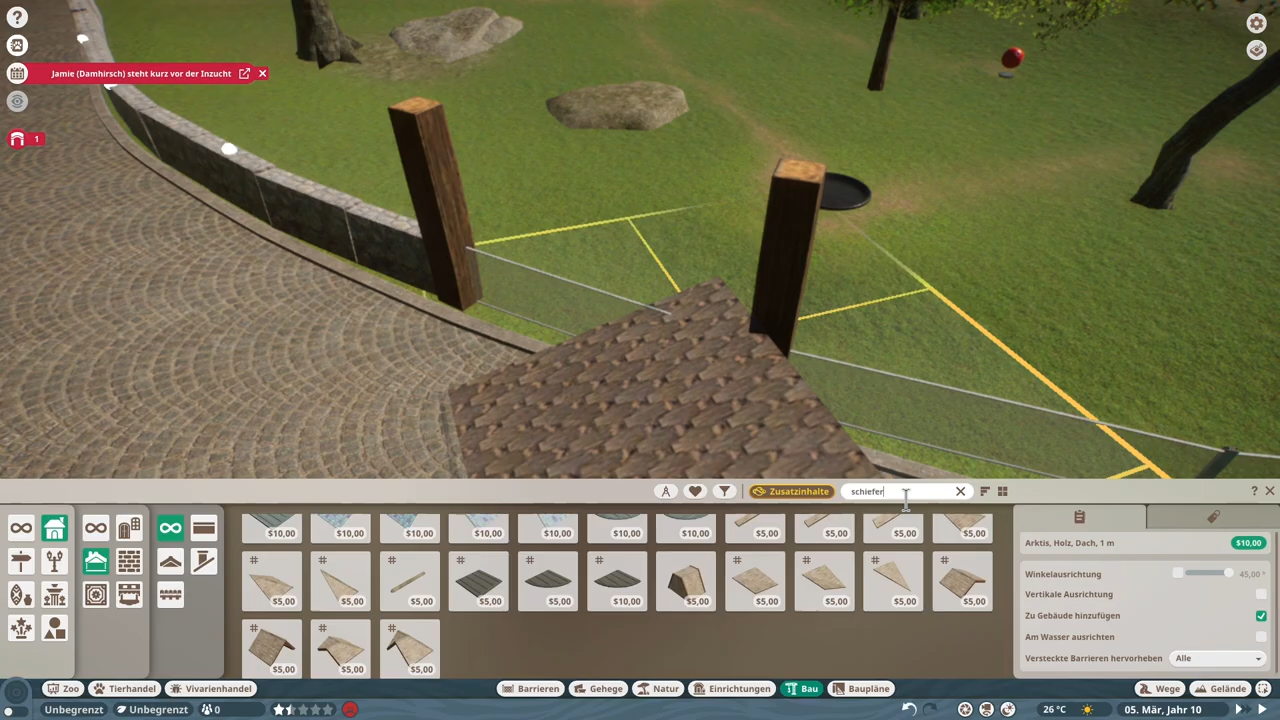 ?
Jamie (Damhirsch) steht kurz vor der Inzucht
1
Zusatzinhalte
schiefer
?
$10,00 $10,00 $10,00 $10,00 $10,00 $10,00 $10,00 $5,00 $5,00 $5,00 $5,00
$5,00 $5,00 $5,00 $5,00 $5,00 $10,00 $5,00 $5,00 $5,00 $5,00 $5,00
$5,00 $5,00 $5,00
Arktis, Holz, Dach, 1 m $10,00
Winkelausrichtung 45,00 °
Vertikale Ausrichtung
Zu Gebäude hinzufügen
Am Wasser ausrichten
Versteckte Barrieren hervorheben Alle
Zoo Tierhandel Vivarienhandel Barrieren Gehege Natur Einrichtungen Bau Baupläne Wege Gelände
Unbegrenzt Unbegrenzt 0 26 °C 05. Mär, Jahr 10